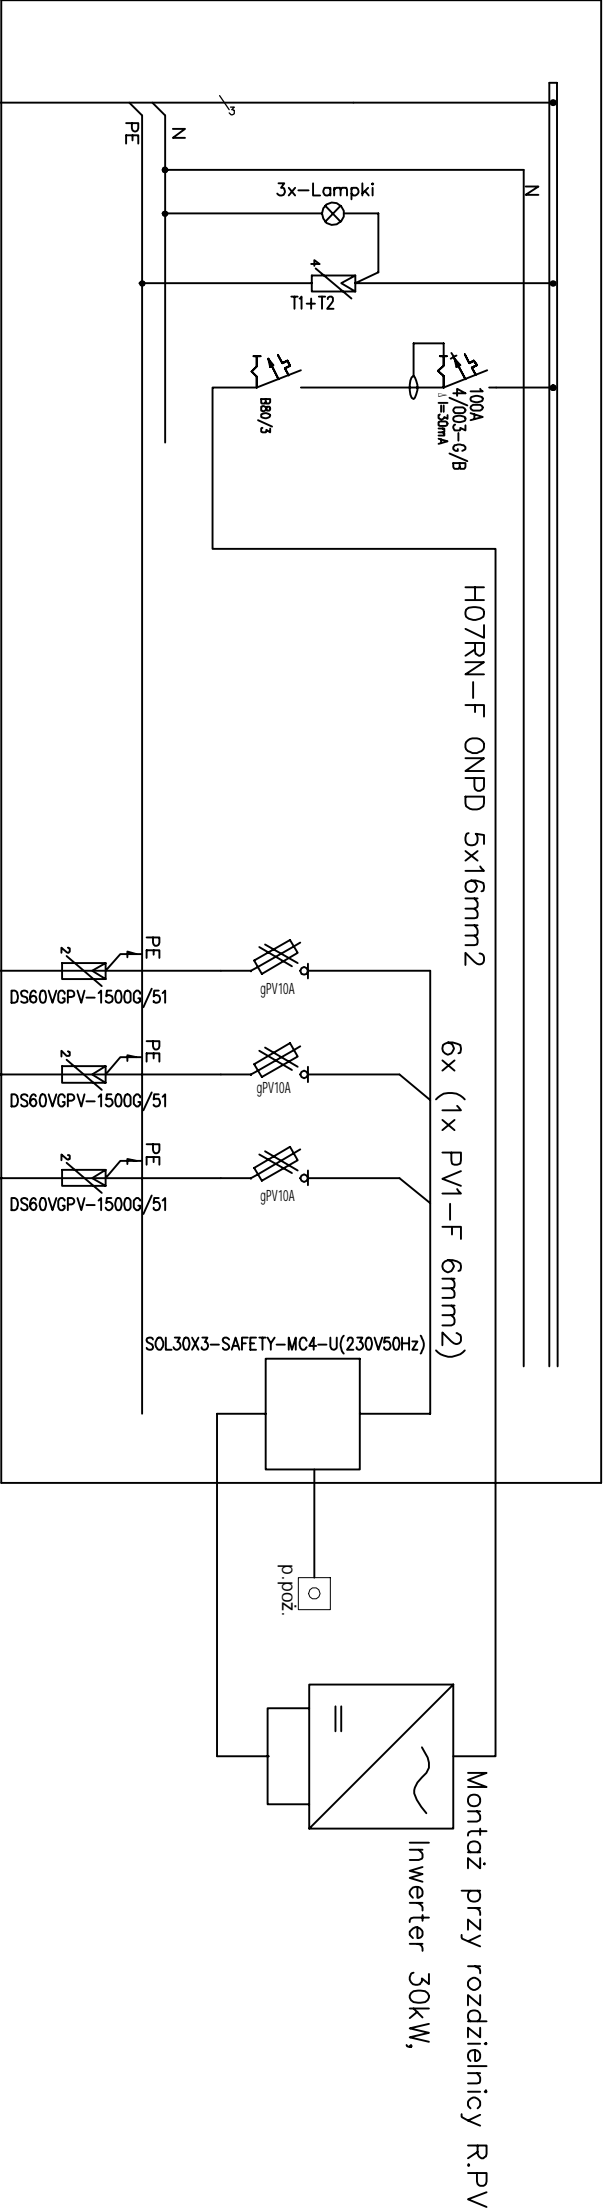 3
PE
N
N
3x-Lampki
4
T1+T2
100A
4/003-G/B
△ I=30mA
B80/3
H07RN-F ONPD 5x16mm2
PE
2
DS60VGPV-1500G/51
gPV10A
PE
2
DS60VGPV-1500G/51
gPV10A
PE
2
DS60VGPV-1500G/51
gPV10A
6x (1x PV1-F 6mm2)
SOL30X3-SAFETY-MC4-U(230V50Hz)
p.poż.
Montaż przy rozdzielnicy R.PV
Inwerter 30kW,